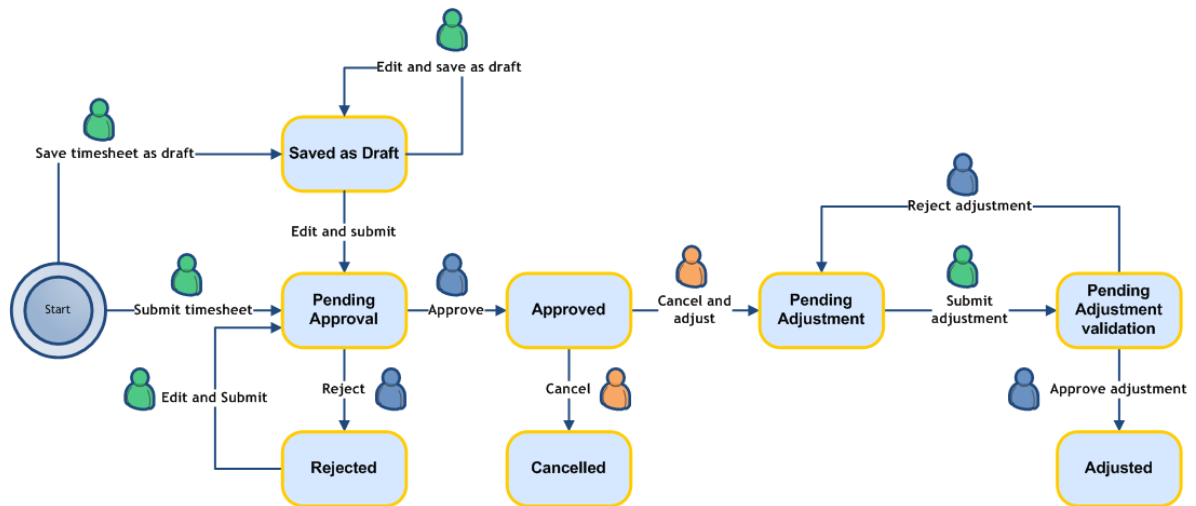 Edit and save as draft
Save timesheet as draft
Saved as Draft
Reject adjustment
Edit and submit
Start
Submit timesheet
Pending
Approval
Approve
Approved
Cancel and
adjust
Pending
Adjustment
Submit
adjustment
Pending
Adjustment
validation
Edit and Submit
Reject
Cancel
Approve adjustment
Rejected
Cancelled
Adjusted